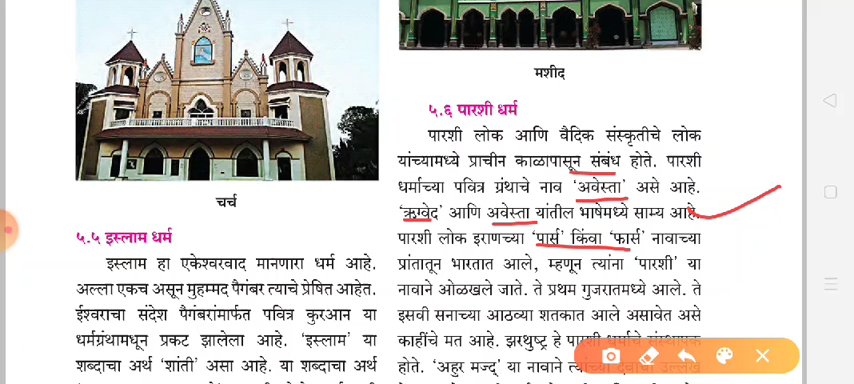 चर्च
५.५ इस्लाम धर्म
इस्लाम हा एकेश्वरवाद मानणारा धर्म आहे.
अल्ला एकच असून मुहम्मद पैगंबर त्याचे प्रेषित आहेत.
ईश्वराचा संदेश पैगंबरांमार्फत पवित्र कुरआन या
धर्मग्रंथामधून प्रकट झालेला आहे. ‘इस्लाम’ या
शब्दाचा अर्थ ‘शांती’ असा आहे. या शब्दाचा अर्थ
मशीद
५.६ पारशी धर्म
पारशी लोक आणि वैदिक संस्कृतीचे लोक
यांच्यामध्ये प्राचीन काळापासून संबंध होते. पारशी
धर्माच्या पवित्र ग्रंथाचे नाव ‘अवेस्ता’ असे आहे.
‘ऋग्वेद’ आणि अवेस्ता यांतील भाषेमध्ये साम्य आहे.
पारशी लोक इराणच्या ‘पार्स’ किंवा ‘फार्स’ नावाच्या
प्रांतातून भारतात आले, म्हणून त्यांना ‘पारशी’ या
नावाने ओळखले जाते. ते प्रथम गुजरातमध्ये आले. ते
इसवी सनाच्या आठव्या शतकात आले असावेत असे
काहींचे मत आहे. झरथुष्ट्र हे पारशी धर्माचे संस्थापक
होते. ‘अहुर मज्द’ या नावाने त्यांच्या देवाचा उल्लेख